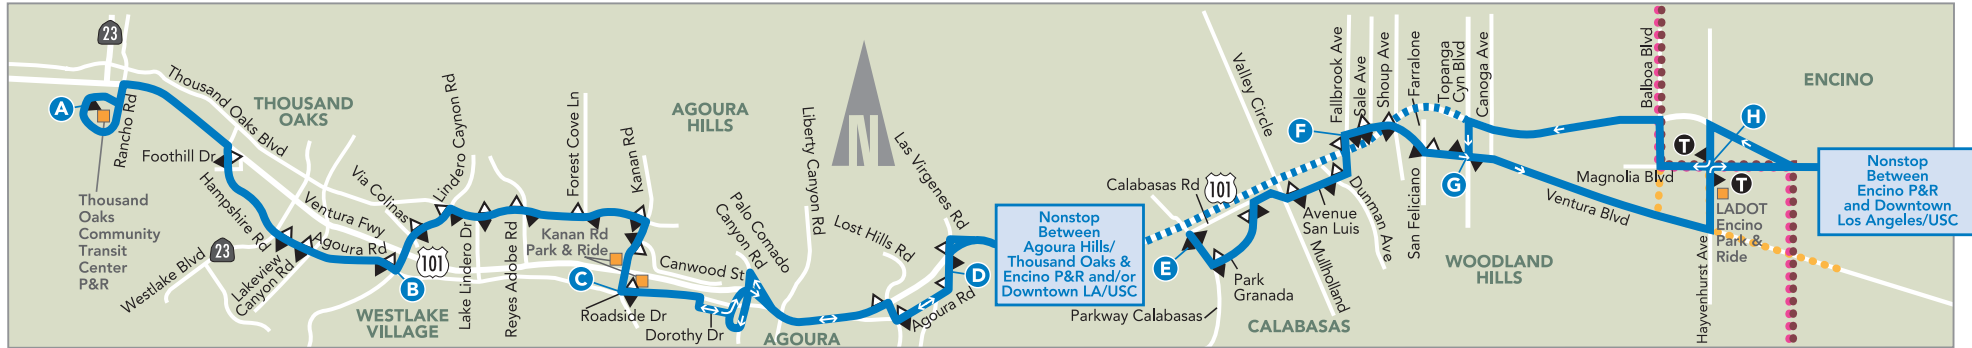 23
A
Rancho Rd
Thousand
Oaks
Community
Transit
Center
P&R
Thousand Oaks Blvd
THOUSAND
OAKS
Foothill Dr
Hampshire Rd
Ventura Fwy
Westlake Blvd
23
Lakeview
Canyon Rd
Agoura Rd
Via Colinas
B
101
WESTLAKE
VILLAGE
Lindero Caynon Rd
Lake Lindero Dr
Reyes Adobe Rd
Forest Cove Ln
Kanan Rd
Kanan Rd
Park & Ride
C
Roadside Dr
AGOURA
HILLS
Canwood St
Dorothy Dr
Palo Comado
Canyon Rd
AGOURA
N
Liberty Canyon Rd
Lost Hills Rd
Las Virgenes Rd
Agoura Rd
D
Nonstop
Between
Agoura Hills/
Thousand Oaks &
Encino P&R and/or
Downtown LA/USC
Calabasas Rd
101
E
Parkway Calabasas
Park
Granada
CALABASAS
Valley Circle
Mullholland
Avenue
San Luis
Dunman Ave
F
Fallbrook Ave
Sale Ave
Shoup Ave
Farralone
San Feliciano
Topanga
Cyn Blvd
Canoga Ave
G
WOODLAND
HILLS
Ventura Blvd
Balboa Blvd
Magnolia Blvd
Hayvenhurst Ave
T
H
T
LADOT
Encino
Park &
Ride
ENCINO
Nonstop
Between
Encino P&R
and Downtown
Los Angeles/USC